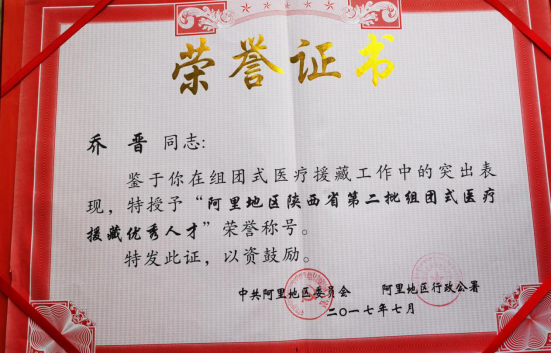 荣誉证书
乔晋同志:
鉴于你在组团式医疗援藏工作中的突出表
现，特授予“阿里地区陕西省第二批组团式医疗
援藏优秀人才”荣誉称号。
特发此证，以资鼓励。
中共阿里地区委员会 阿里地区行政公署
二〇一七年七月